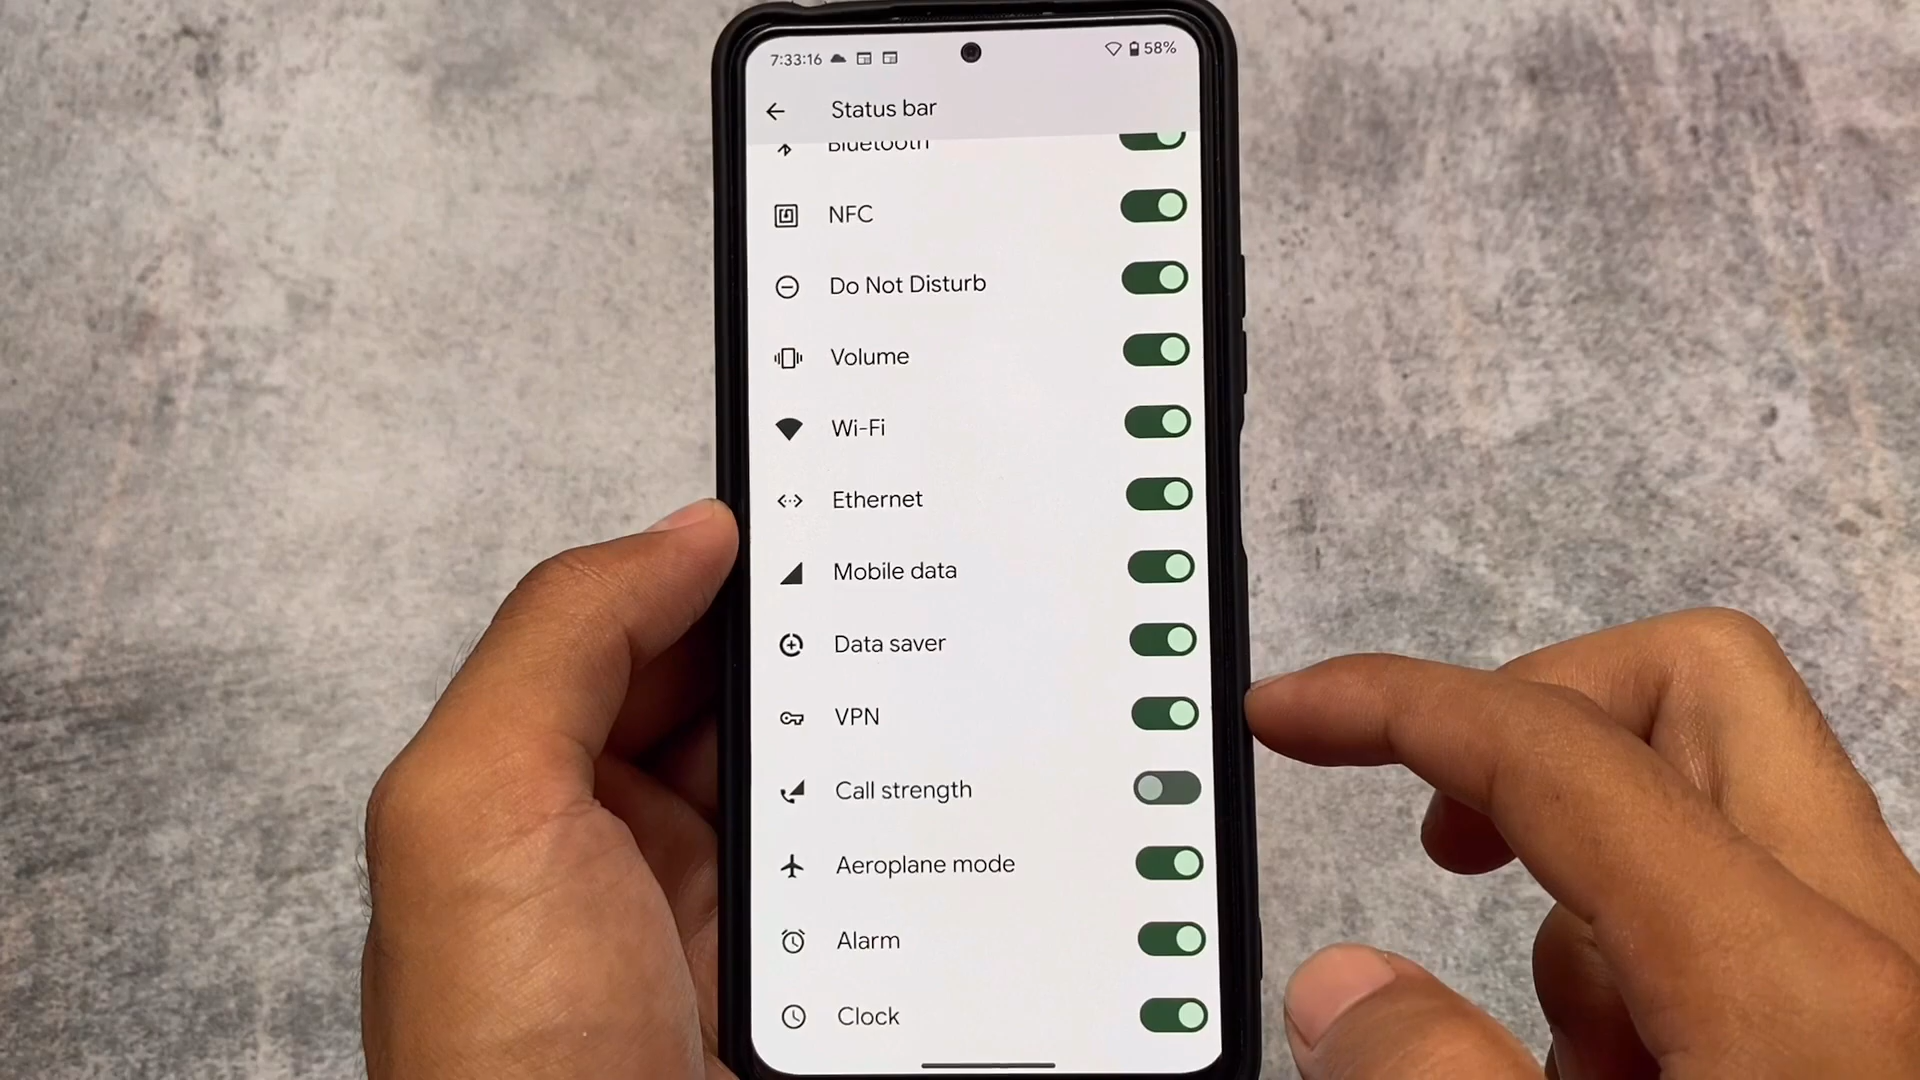 7:33:16 58%
Status bar
Bluetooth
NFC
Do Not Disturb
Volume
Wi-Fi
Ethernet
Mobile data
Data saver
VPN
Call strength
Aeroplane mode
Alarm
Clock